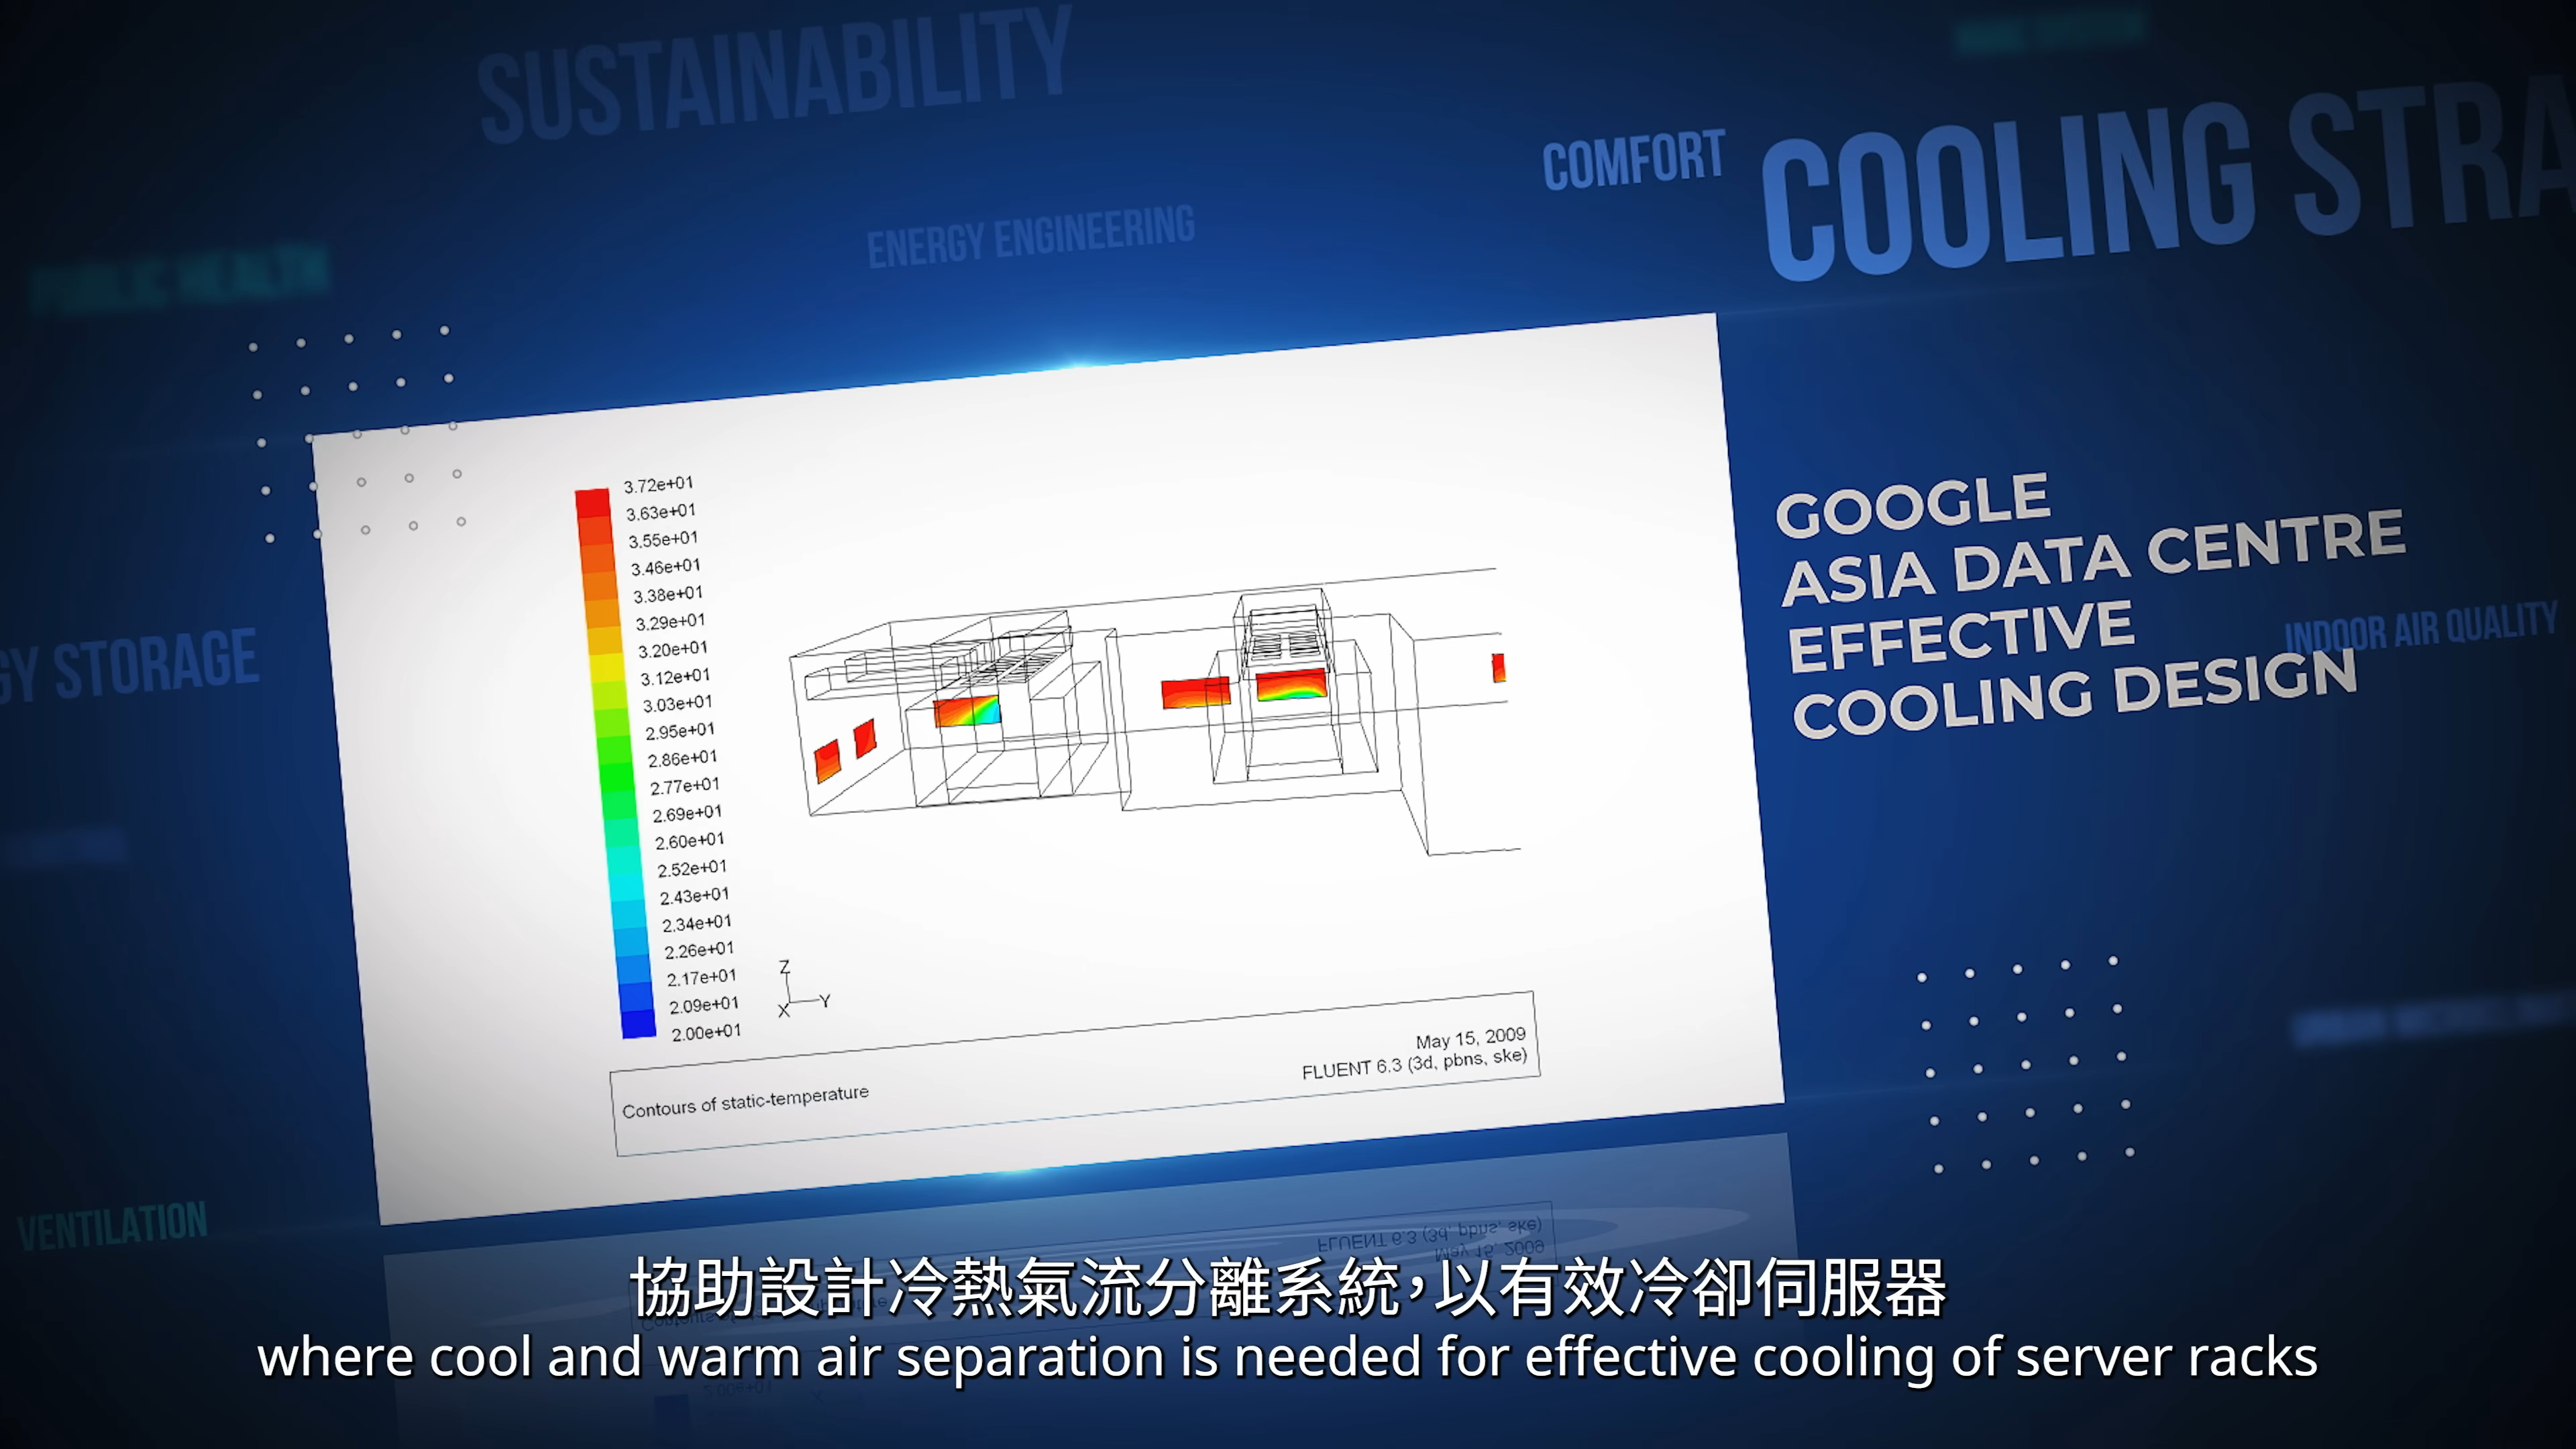 SUSTAINABILITY
COMFORT
COOLING STRA
ENERGY ENGINEERING
PUBLIC HEALTH
GY STORAGE
VENTILATION
INDOOR AIR QUALITY
GOOGLE
ASIA DATA CENTRE
EFFECTIVE
COOLING DESIGN
3.72e+01
3.63e+01
3.55e+01
3.46e+01
3.38e+01
3.29e+01
3.20e+01
3.12e+01
3.03e+01
2.95e+01
2.86e+01
2.77e+01
2.69e+01
2.60e+01
2.52e+01
2.43e+01
2.34e+01
2.26e+01
2.17e+01
2.09e+01
2.00e+01
Z
Y
X
May 15, 2009
FLUENT 6.3 (3d, pbns, ske)
Contours of static-temperature
協助設計冷熱氣流分離系統，以有效冷卻伺服器
where cool and warm air separation is needed for effective cooling of server racks